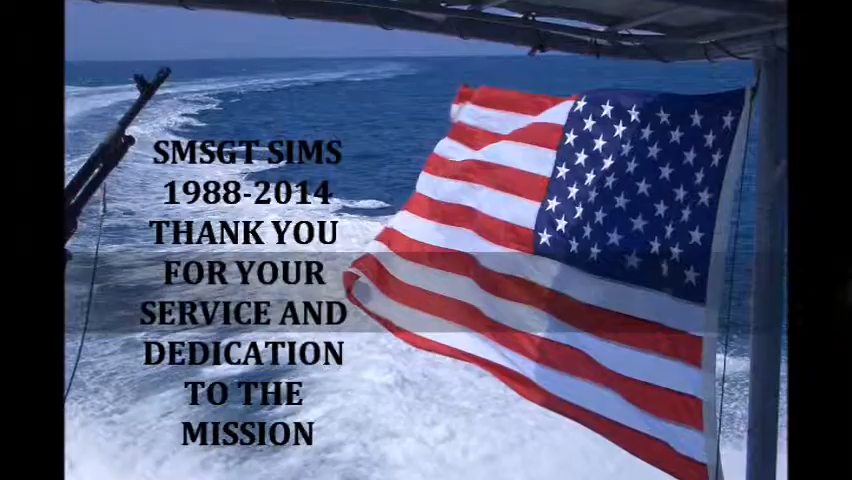 SMSGT SIMS
1988-2014
THANK YOU
FOR YOUR
SERVICE AND
DEDICATION
TO THE
MISSION